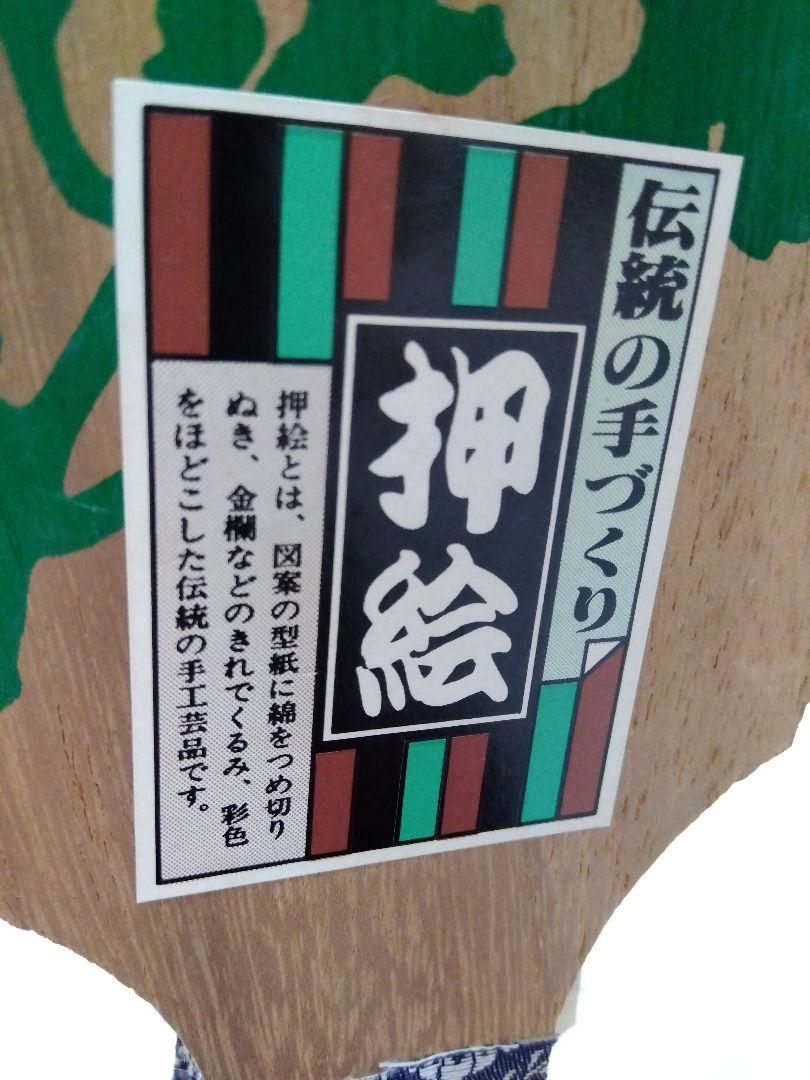 伝統の手づくり
押絵
押絵とは、図案の型紙に綿をつめ切り
ぬき、金欄などのきれでくるみ、彩色
をほどこした伝統の手工芸品です。